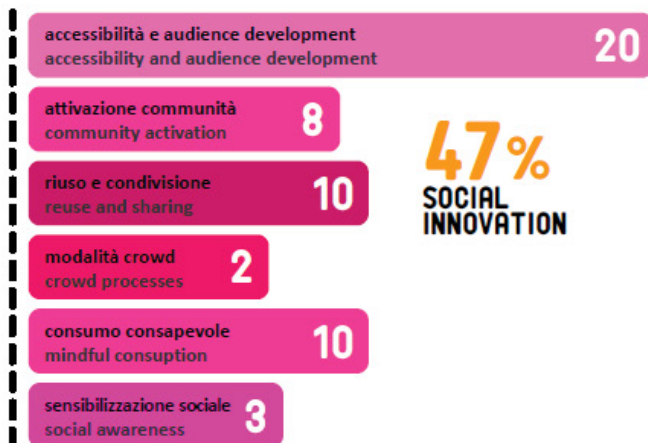 accessibilità e audience development
accessibility and audience development
20
attivazione communità
community activation
8
47%
SOCIAL
INNOVATION
riuso e condivisione
reuse and sharing
10
modalità crowd
crowd processes
2
consumo consapevole
mindful consuption
10
sensibilizzazione sociale
social awareness
3